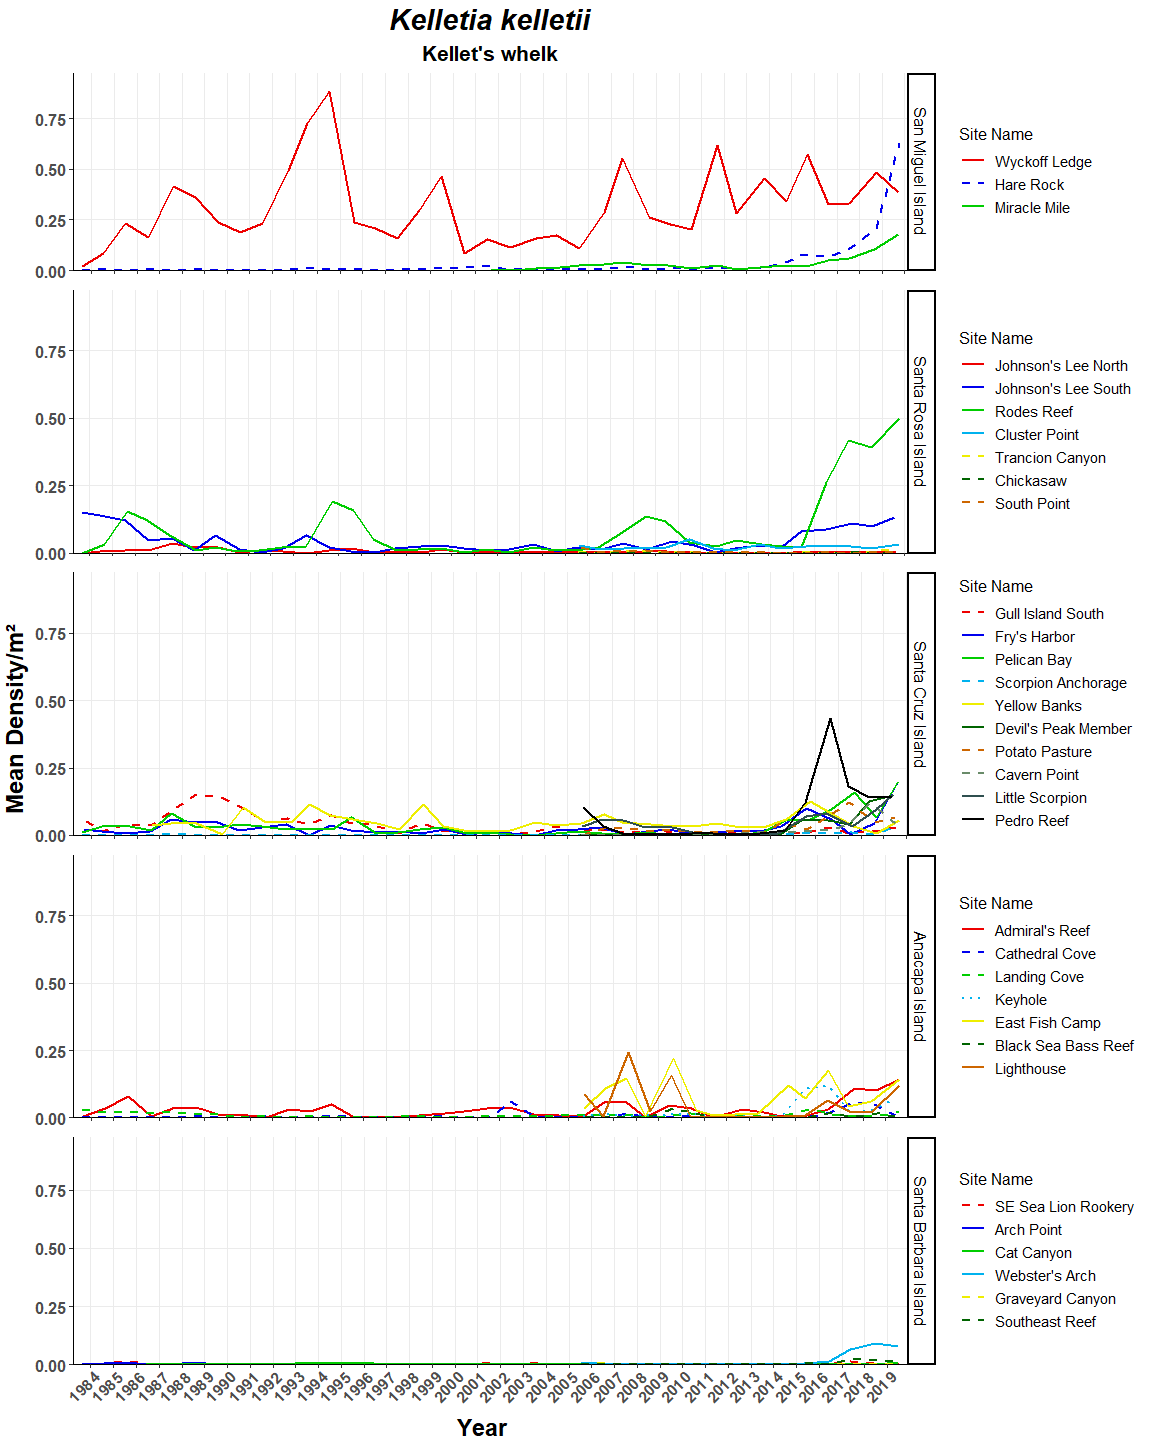 Kelletia kelletii
Kellet's whelk
Mean Density/m²
0.75
0.50
0.25
0.00
San Miguel Island
Site Name
Wyckoff Ledge
Hare Rock
Miracle Mile
0.75
0.50
0.25
0.00
Santa Rosa Island
Site Name
Johnson's Lee North
Johnson's Lee South
Rodes Reef
Cluster Point
Trancion Canyon
Chickasaw
South Point
0.75
0.50
0.25
0.00
Santa Cruz Island
Site Name
Gull Island South
Fry's Harbor
Pelican Bay
Scorpion Anchorage
Yellow Banks
Devil's Peak Member
Potato Pasture
Cavern Point
Little Scorpion
Pedro Reef
0.75
0.50
0.25
0.00
Anacapa Island
Site Name
Admiral's Reef
Cathedral Cove
Landing Cove
Keyhole
East Fish Camp
Black Sea Bass Reef
Lighthouse
0.75
0.50
0.25
0.00
Santa Barbara Island
Site Name
SE Sea Lion Rookery
Arch Point
Cat Canyon
Webster's Arch
Graveyard Canyon
Southeast Reef
1984 1985 1986 1987 1988 1989 1990 1991 1992 1993 1994 1995 1996 1997 1998 1999 2000 2001 2002 2003 2004 2005 2006 2007 2008 2009 2010 2011 2012 2013 2014 2015 2016 2017 2018 2019
Year